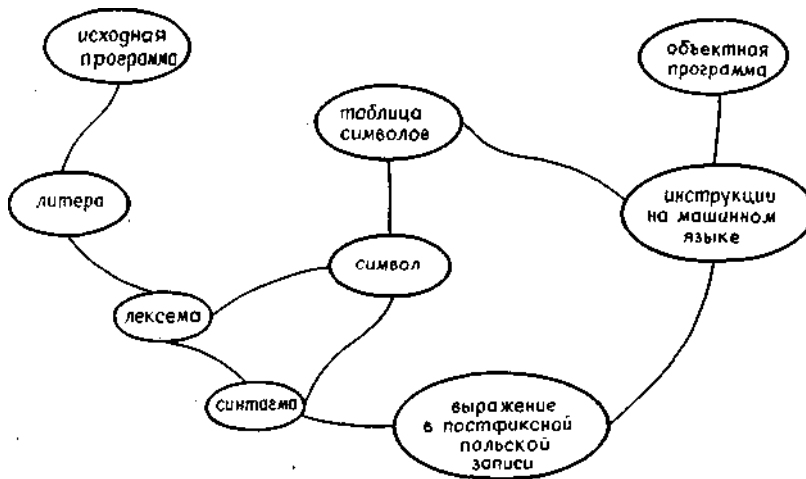 исходная
программа
объектная
программа
таблица
символов
литера
инструкции
на машинном
языке
символ
лексема
синтагма
выражение
в постфиксной
польской
записи